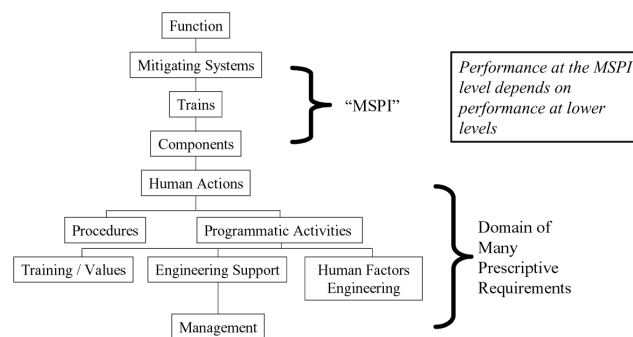 Function
Mitigating Systems
Trains
Components
Human Actions
Procedures
Programmatic Activities
Training / Values
Engineering Support
Human Factors
Engineering
Management
“MSPI”
Performance at the MSPI
level depends on
performance at lower
levels
Domain of
Many
Prescriptive
Requirements